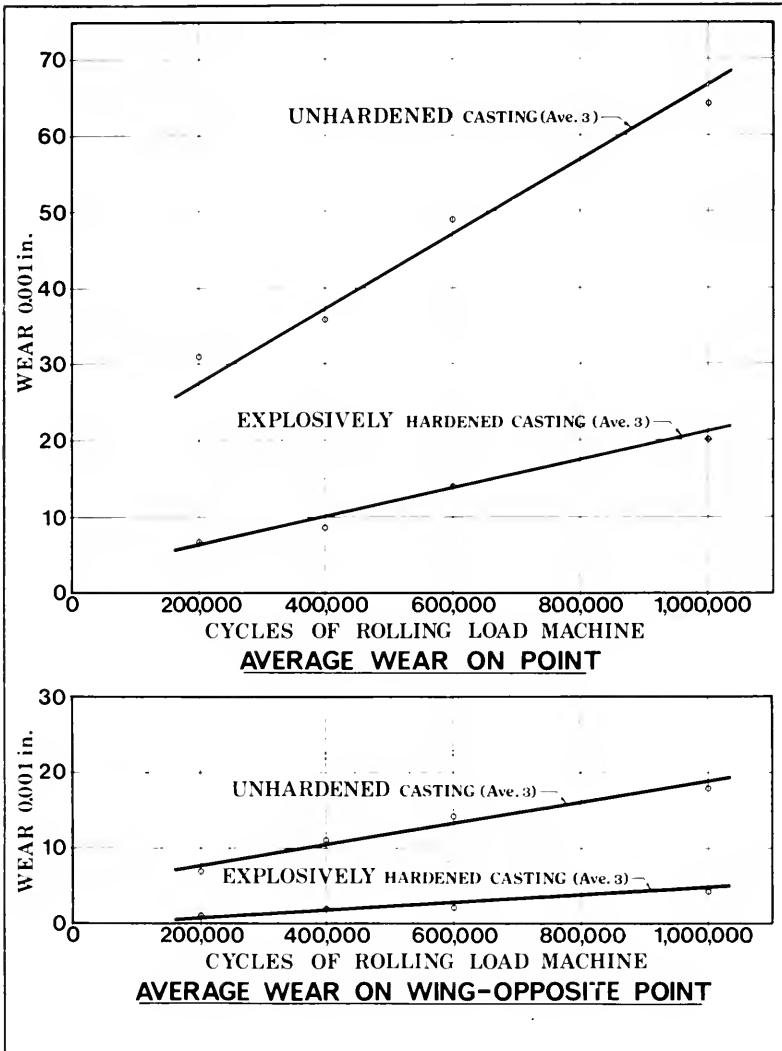 70
UNHARDENED CASTING (Ave. 3)
60
50
WEAR 0.001 in.
40
30
EXPLOSIVELY HARDENED CASTING (Ave. 3)
20
10
0
0 200,000 400,000 600,000 800,000 1,000,000
CYCLES OF ROLLING LOAD MACHINE
AVERAGE WEAR ON POINT
30
WEAR 0.001 in.
20
UNHARDENED CASTING (Ave. 3)
10
EXPLOSIVELY HARDENED CASTING (Ave. 3)
0
0 200,000 400,000 600,000 800,000 1,000,000
CYCLES OF ROLLING LOAD MACHINE
AVERAGE WEAR ON WING-OPPOSITE POINT